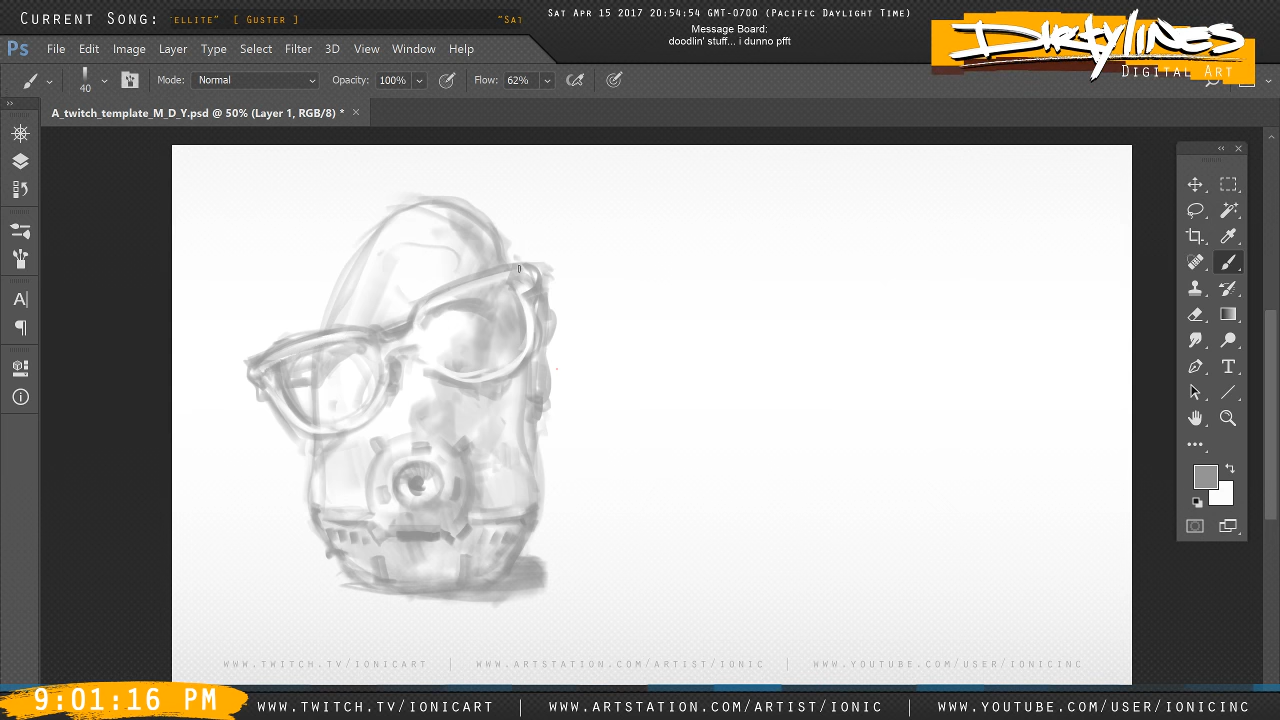 Current Song: ELLITE" [ Guster ] "Sat
Sat Apr 15 2017 20:54:54 GMT-0700 (Pacific Daylight Time)
Message Board:
doodlin' stuff... i dunno pfft
DirtyLines
Digital Art
Ps File Edit Image Layer Type Select Filter 3D View Window Help
40 Mode: Normal Opacity: 100% Flow: 62%
A_twitch_template_M_D_Y.psd @ 50% (Layer 1, RGB/8) *
www.twitch.tv/ionicart | www.artstation.com/artist/ionic | www.youtube.com/user/ionicinc
9:01:16 PM
www.twitch.tv/ionicart | www.artstation.com/artist/ionic | www.youtube.com/user/ionicinc